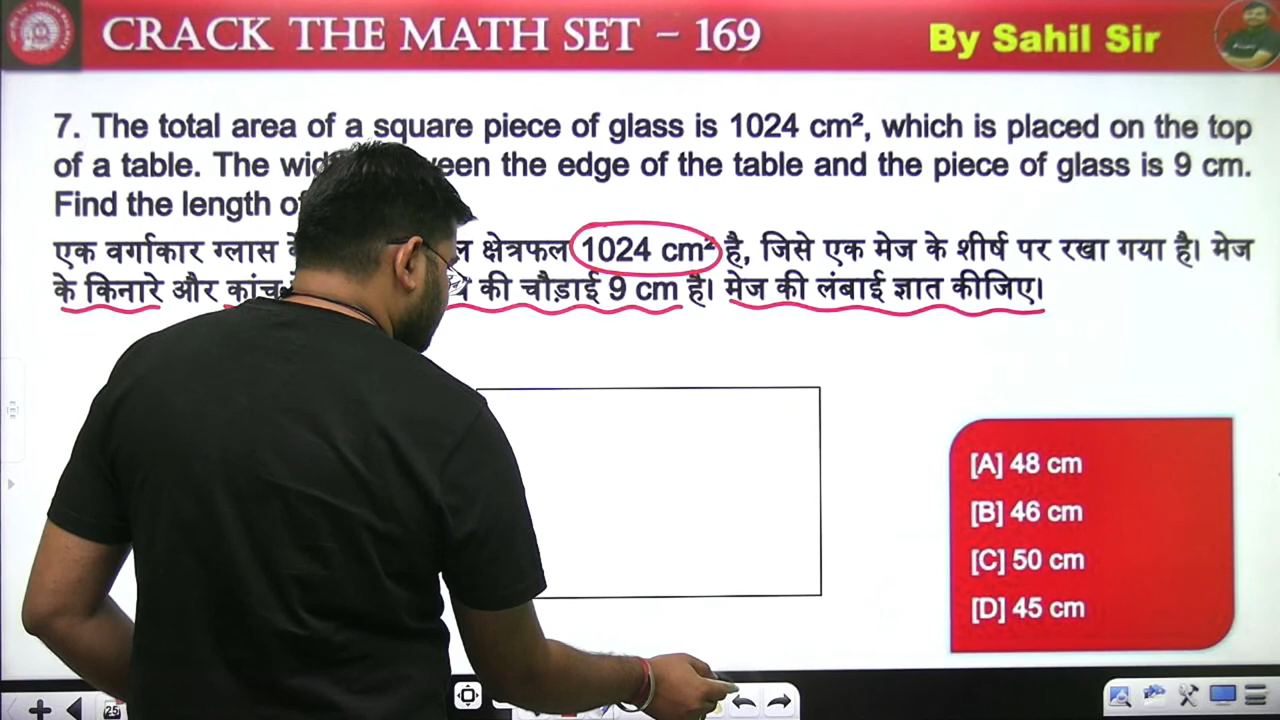 CRACK THE MATH SET – 169
By Sahil Sir
7. The total area of a square piece of glass is 1024 cm², which is placed on the top
of a table. The een the edge of the table and the piece of glass is 9 cm.
Find the length
एक वर्गाकार ग्लास क्षेत्रफल 1024 cm² है, जिसे एक मेज के शीर्ष पर रखा गया है। मेज
के किनारे और कांच की चौड़ाई 9 cm है। मेज की लंबाई ज्ञात कीजिए।
[A] 48 cm
[B] 46 cm
[C] 50 cm
[D] 45 cm
25